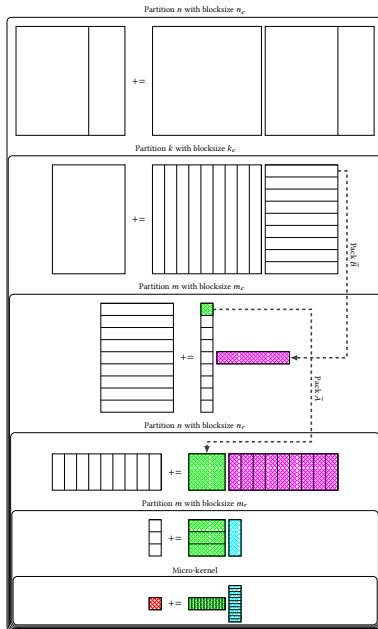 Partition n with blocksize n_c
+=
Partition k with blocksize k_c
+=
Pack B̃
Partition m with blocksize m_c
+=
Pack Ã
Partition n with blocksize n_r
+=
Partition m with blocksize m_r
+=
Micro-kernel
+=